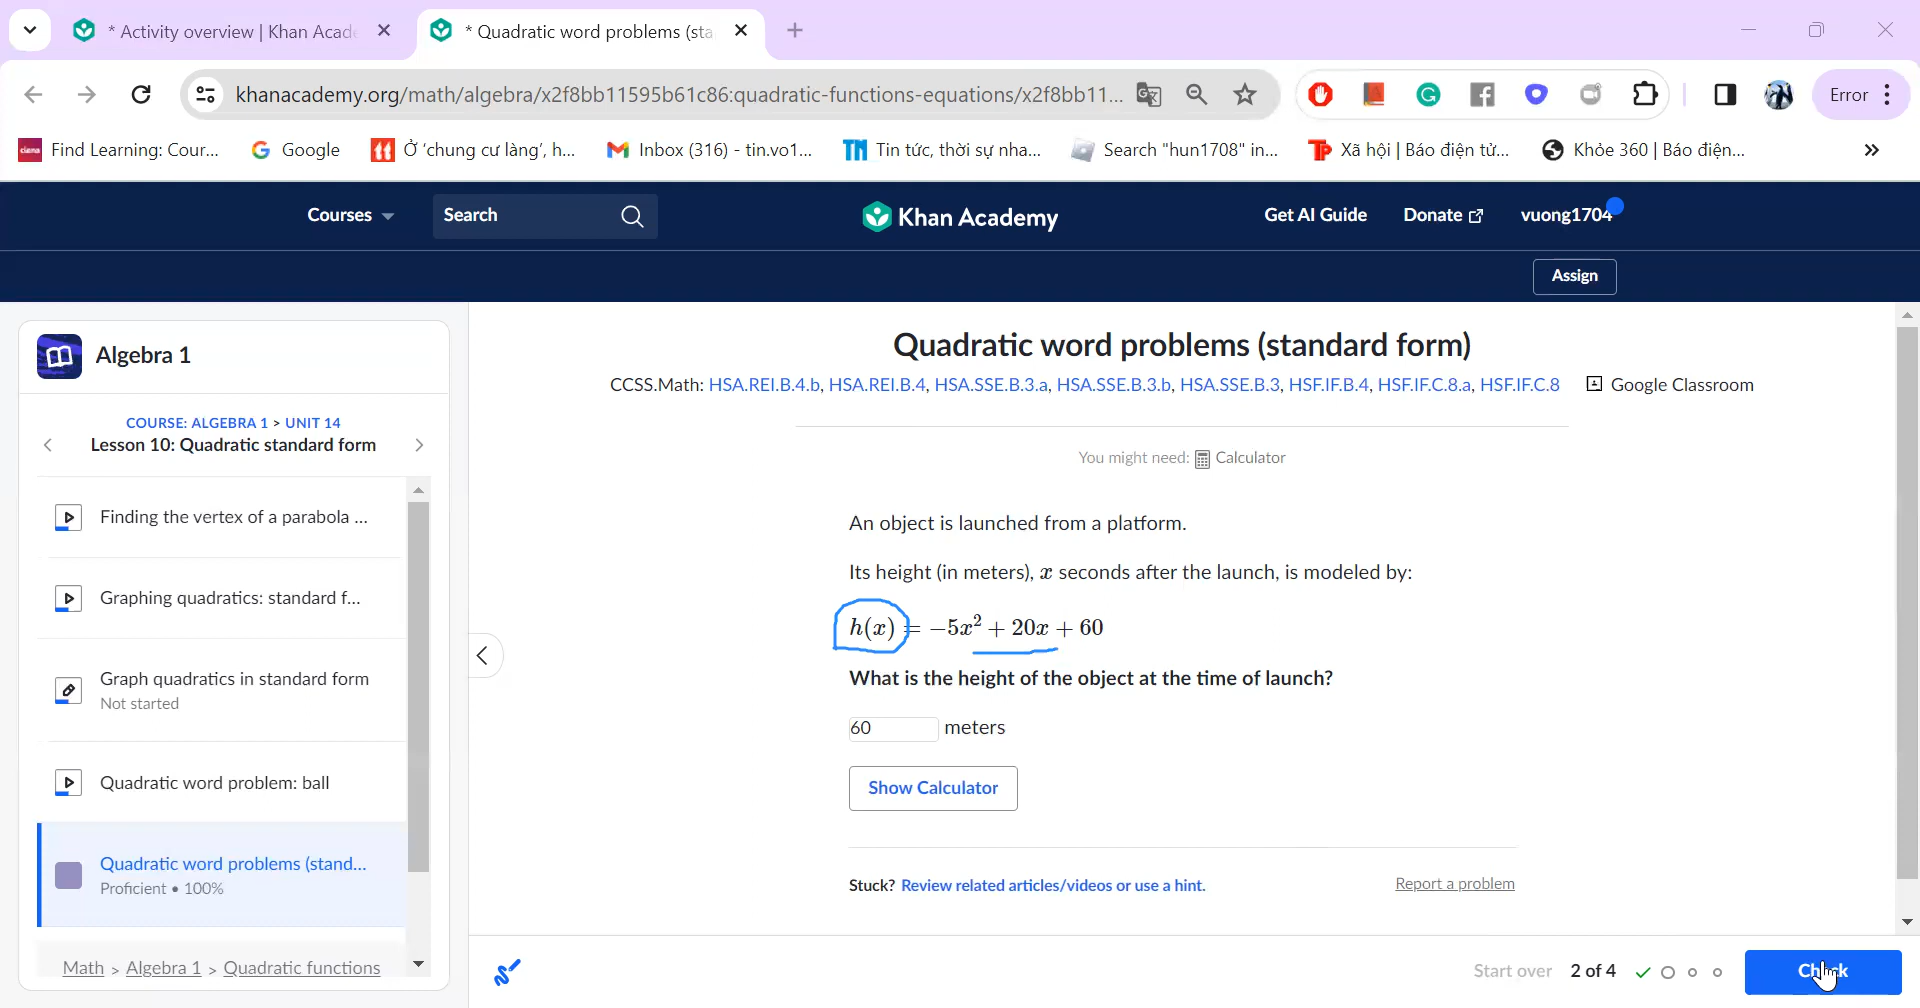 * Activity overview | Khan Acade
* Quadratic word problems (sta
khanacademy.org/math/algebra/x2f8bb11595b61c86:quadratic-functions-equations/x2f8bb11...
Error
Find Learning: Cour...
Google
Ở ‘chung cư làng’, h...
Inbox (316) - tin.vo1...
Tin tức, thời sự nha...
Search "hun1708" in...
Xã hội | Báo điện tử...
Khỏe 360 | Báo điện...
Courses
Search
Khan Academy
Get AI Guide
Donate
vuong1704
Assign
Algebra 1
COURSE: ALGEBRA 1 > UNIT 14
Lesson 10: Quadratic standard form
Finding the vertex of a parabola ...
Graphing quadratics: standard f...
Graph quadratics in standard form
Not started
Quadratic word problem: ball
Quadratic word problems (stand...
Proficient • 100%
Math > Algebra 1 > Quadratic functions
Quadratic word problems (standard form)
CCSS.Math: HSA.REI.B.4.b, HSA.REI.B.4, HSA.SSE.B.3.a, HSA.SSE.B.3.b, HSA.SSE.B.3, HSF.IF.B.4, HSF.IF.C.8.a, HSF.IF.C.8
Google Classroom
You might need: Calculator
An object is launched from a platform.
Its height (in meters), x seconds after the launch, is modeled by:
h(x) = −5x² + 20x + 60
What is the height of the object at the time of launch?
60 meters
Show Calculator
Stuck? Review related articles/videos or use a hint.
Report a problem
Start over
2 of 4
Check